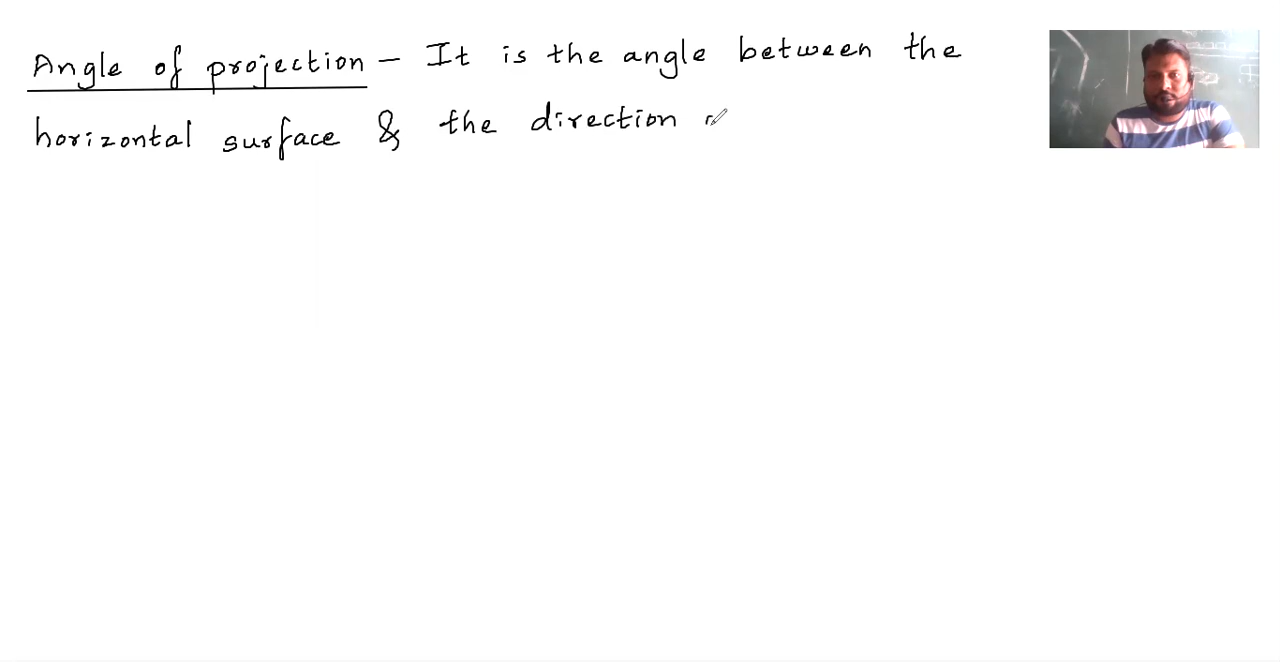 Angle of projection – It is the angle between the
horizontal surface & the direction